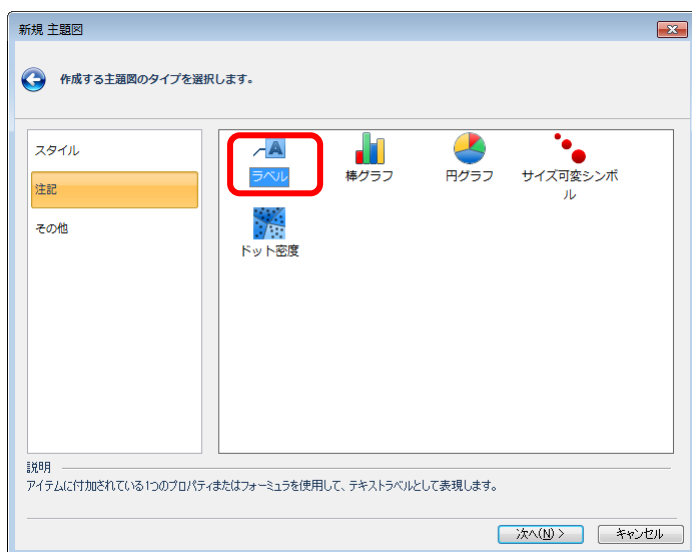 新規 主題図
作成する主題図のタイプを選択します。
スタイル
注記
その他
A
ラベル
棒グラフ
円グラフ
サイズ可変シンボ
ル
ドット密度
説明
アイテムに付加されている1つのプロパティまたはフォーミュラを使用して、テキストラベルとして表現します。
次へ(N) >
キャンセル